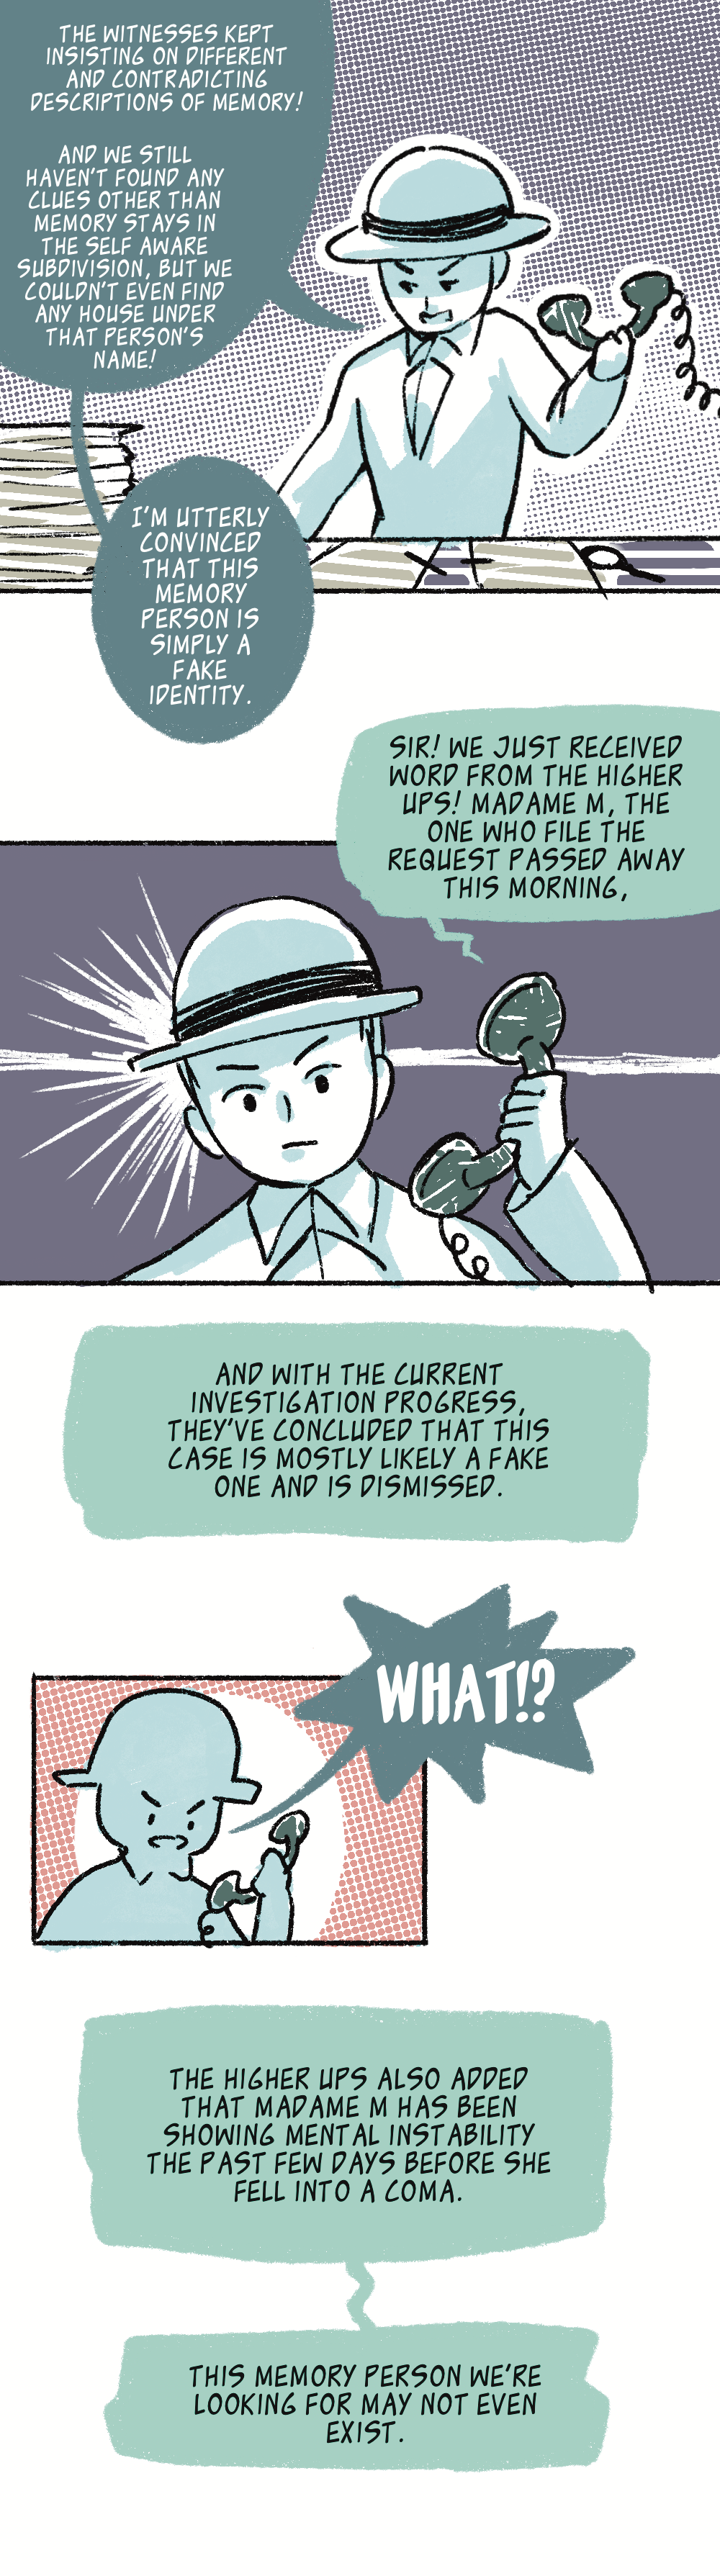 THE WITNESSES KEPT
INSISTING ON DIFFERENT
AND CONTRADICTING
DESCRIPTIONS OF MEMORY!
AND WE STILL
HAVEN'T FOUND ANY
CLUES OTHER THAN
MEMORY STAYS IN
THE SELF AWARE
SUBDIVISION, BUT WE
COULDN'T EVEN FIND
ANY HOUSE UNDER
THAT PERSON'S
NAME!
I'M UTTERLY
CONVINCED
THAT THIS
MEMORY
PERSON IS
SIMPLY A
FAKE
IDENTITY.
SIR! WE JUST RECEIVED
WORD FROM THE HIGHER
UPS! MADAME M, THE
ONE WHO FILE THE
REQUEST PASSED AWAY
THIS MORNING,
AND WITH THE CURRENT
INVESTIGATION PROGRESS,
THEY'VE CONCLUDED THAT THIS
CASE IS MOSTLY LIKELY A FAKE
ONE AND IS DISMISSED.
WHAT!?
THE HIGHER UPS ALSO ADDED
THAT MADAME M HAS BEEN
SHOWING MENTAL INSTABILITY
THE PAST FEW DAYS BEFORE SHE
FELL INTO A COMA.
THIS MEMORY PERSON WE'RE
LOOKING FOR MAY NOT EVEN
EXIST.